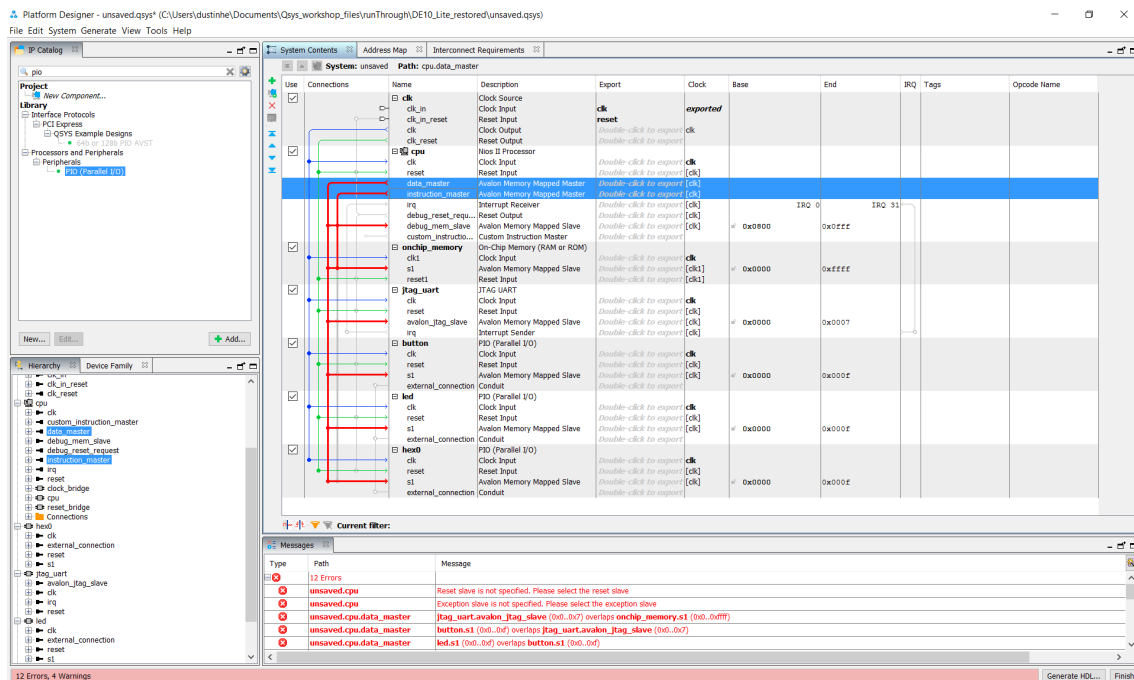 Platform Designer - unsaved.qsys* (C:\Users\dustinhe\Documents\Qsys_workshop_files\runThrough\DE10_Lite_restored\unsaved.qsys)
File Edit System Generate View Tools Help
IP Catalog
pio
Project
New Component...
Library
Interface Protocols
PCI Express
QSYS Example Designs
64b or 128b PIO AVST
Processors and Peripherals
Peripherals
PIO (Parallel I/O)
New... Edit... Add...
Hierarchy Device Family
clk_in
clk_in_reset
clk_reset
cpu
clk
custom_instruction_master
data_master
debug_mem_slave
debug_reset_request
instruction_master
irq
reset
clock_bridge
cpu
reset_bridge
Connections
hex0
clk
external_connection
reset
s1
jtag_uart
avalon_jtag_slave
clk
irq
reset
led
clk
external_connection
reset
s1
System Contents Address Map Interconnect Requirements
System: unsaved Path: cpu.data_master
Use Connections Name Description Export Clock Base End IRQ Tags Opcode Name
clk Clock Source
clk_in Clock Input clk exported
clk_in_reset Reset Input reset
clk Clock Output Double-click to export clk
clk_reset Reset Output Double-click to export
cpu Nios II Processor
clk Clock Input Double-click to export clk
reset Reset Input Double-click to export [clk]
data_master Avalon Memory Mapped Master Double-click to export [clk]
instruction_master Avalon Memory Mapped Master Double-click to export [clk]
irq Interrupt Receiver Double-click to export [clk] IRQ 0 IRQ 31
debug_reset_requ... Reset Output Double-click to export [clk]
debug_mem_slave Avalon Memory Mapped Slave Double-click to export [clk] 0x0800 0x0fff
custom_instructio... Custom Instruction Master Double-click to export
onchip_memory On-Chip Memory (RAM or ROM)
clk1 Clock Input Double-click to export clk
s1 Avalon Memory Mapped Slave Double-click to export [clk1] 0x0000 0xffff
reset1 Reset Input Double-click to export [clk1]
jtag_uart JTAG UART
clk Clock Input Double-click to export clk
reset Reset Input Double-click to export [clk]
avalon_jtag_slave Avalon Memory Mapped Slave Double-click to export [clk] 0x0000 0x0007
irq Interrupt Sender Double-click to export [clk]
button PIO (Parallel I/O)
clk Clock Input Double-click to export clk
reset Reset Input Double-click to export [clk]
s1 Avalon Memory Mapped Slave Double-click to export [clk] 0x0000 0x000f
external_connection Conduit Double-click to export
led PIO (Parallel I/O)
clk Clock Input Double-click to export clk
reset Reset Input Double-click to export [clk]
s1 Avalon Memory Mapped Slave Double-click to export [clk] 0x0000 0x000f
external_connection Conduit Double-click to export
hex0 PIO (Parallel I/O)
clk Clock Input Double-click to export clk
reset Reset Input Double-click to export [clk]
s1 Avalon Memory Mapped Slave Double-click to export [clk] 0x0000 0x000f
external_connection Conduit Double-click to export
Current filter:
Messages
Type Path Message
12 Errors
unsaved.cpu Reset slave is not specified. Please select the reset slave
unsaved.cpu Exception slave is not specified. Please select the exception slave
unsaved.cpu.data_master jtag_uart.avalon_jtag_slave (0x0..0x7) overlaps onchip_memory.s1 (0x0..0xffff)
unsaved.cpu.data_master button.s1 (0x0..0xf) overlaps jtag_uart.avalon_jtag_slave (0x0..0x7)
unsaved.cpu.data_master led.s1 (0x0..0xf) overlaps button.s1 (0x0..0xf)
12 Errors, 4 Warnings
Generate HDL... Finish